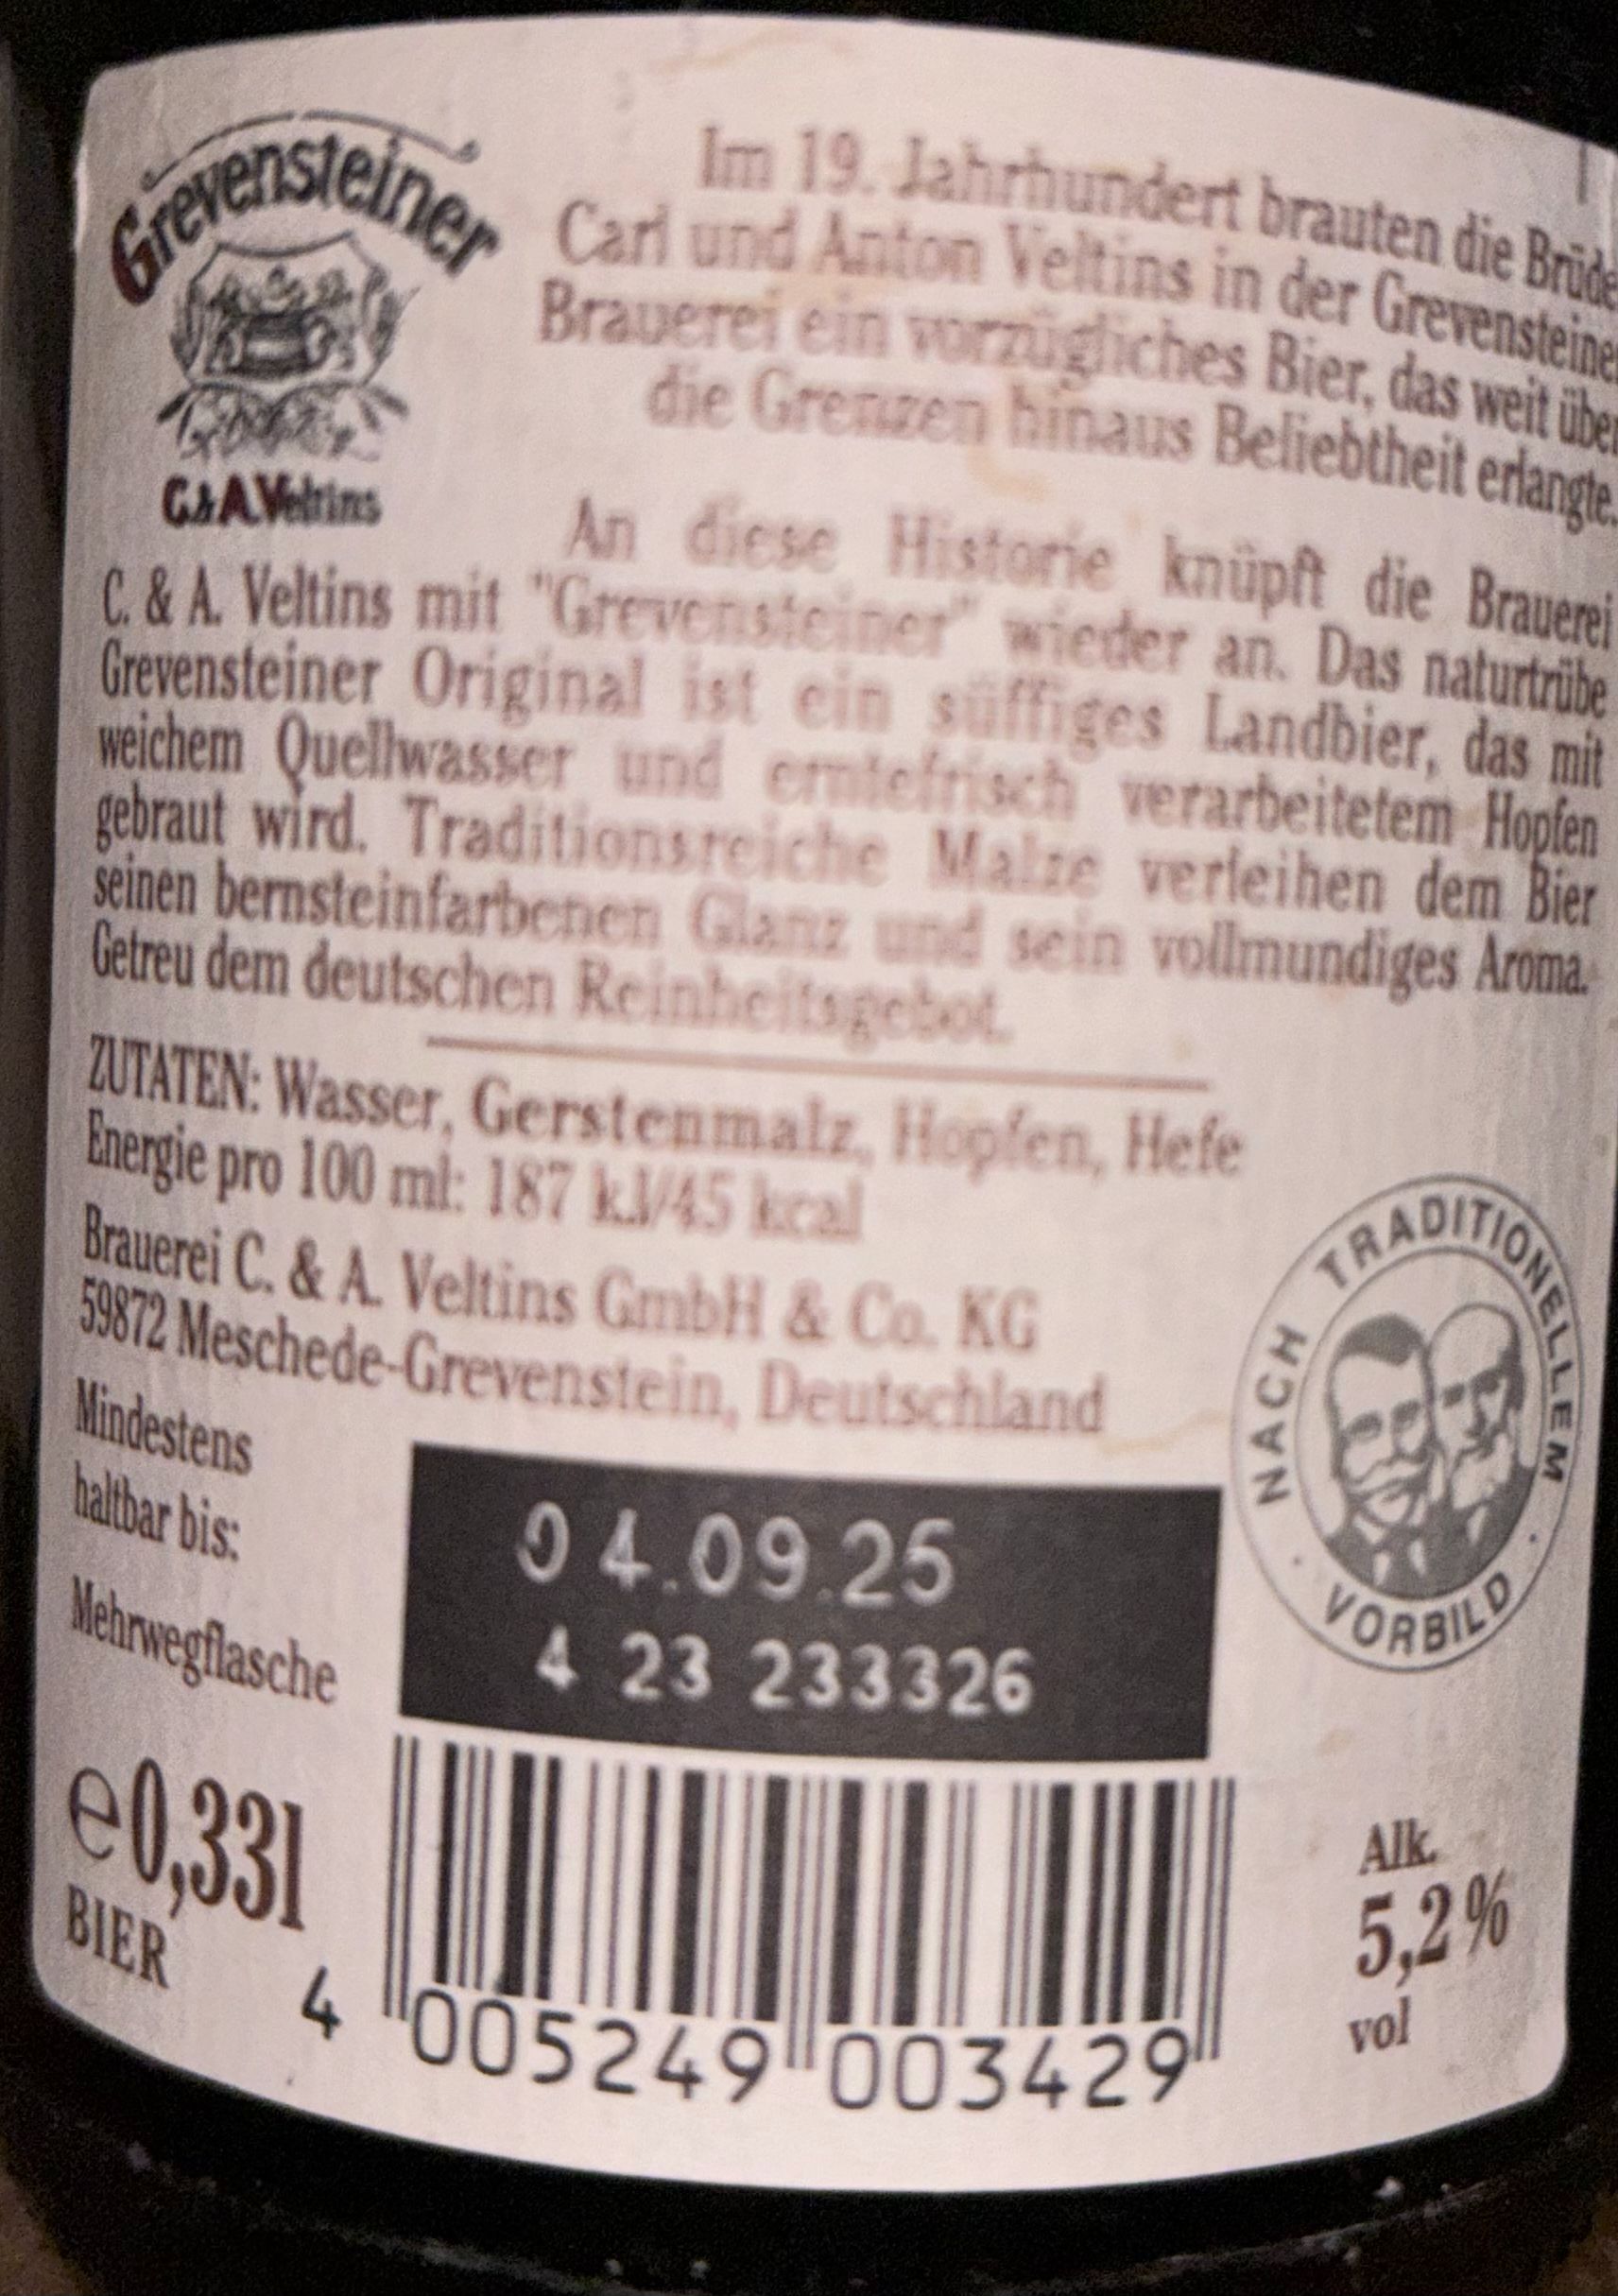 Grevensteiner
C. & A. Veltins
Im 19. Jahrhundert brauten die Brüde
Carl und Anton Veltins in der Grevensteiner
Brauerei ein vorzügliches Bier, das weit über
die Grenzen hinaus Beliebtheit erlangte.
An diese Historie knüpft die Brauerei
C. & A. Veltins mit "Grevensteiner" wieder an. Das naturtrübe
Grevensteiner Original ist ein süffiges Landbier, das mit
weichem Quellwasser und erntefrisch verarbeitetem Hopfen
gebraut wird. Traditionsreiche Malze verleihen dem Bier
seinen bernsteinfarbenen Glanz und sein vollmundiges Aroma.
Getreu dem deutschen Reinheitsgebot.
ZUTATEN: Wasser, Gerstenmalz, Hopfen, Hefe
Energie pro 100 ml: 187 kJ/45 kcal
Brauerei C. & A. Veltins GmbH & Co. KG
59872 Meschede-Grevenstein, Deutschland
NACH TRADITIONELLEM
· VORBILD ·
Mindestens
haltbar bis:
04.09.25
4 23 233326
Mehrwegflasche
e0,33l
BIER
4 005249 003429
Alk.
5,2%
vol